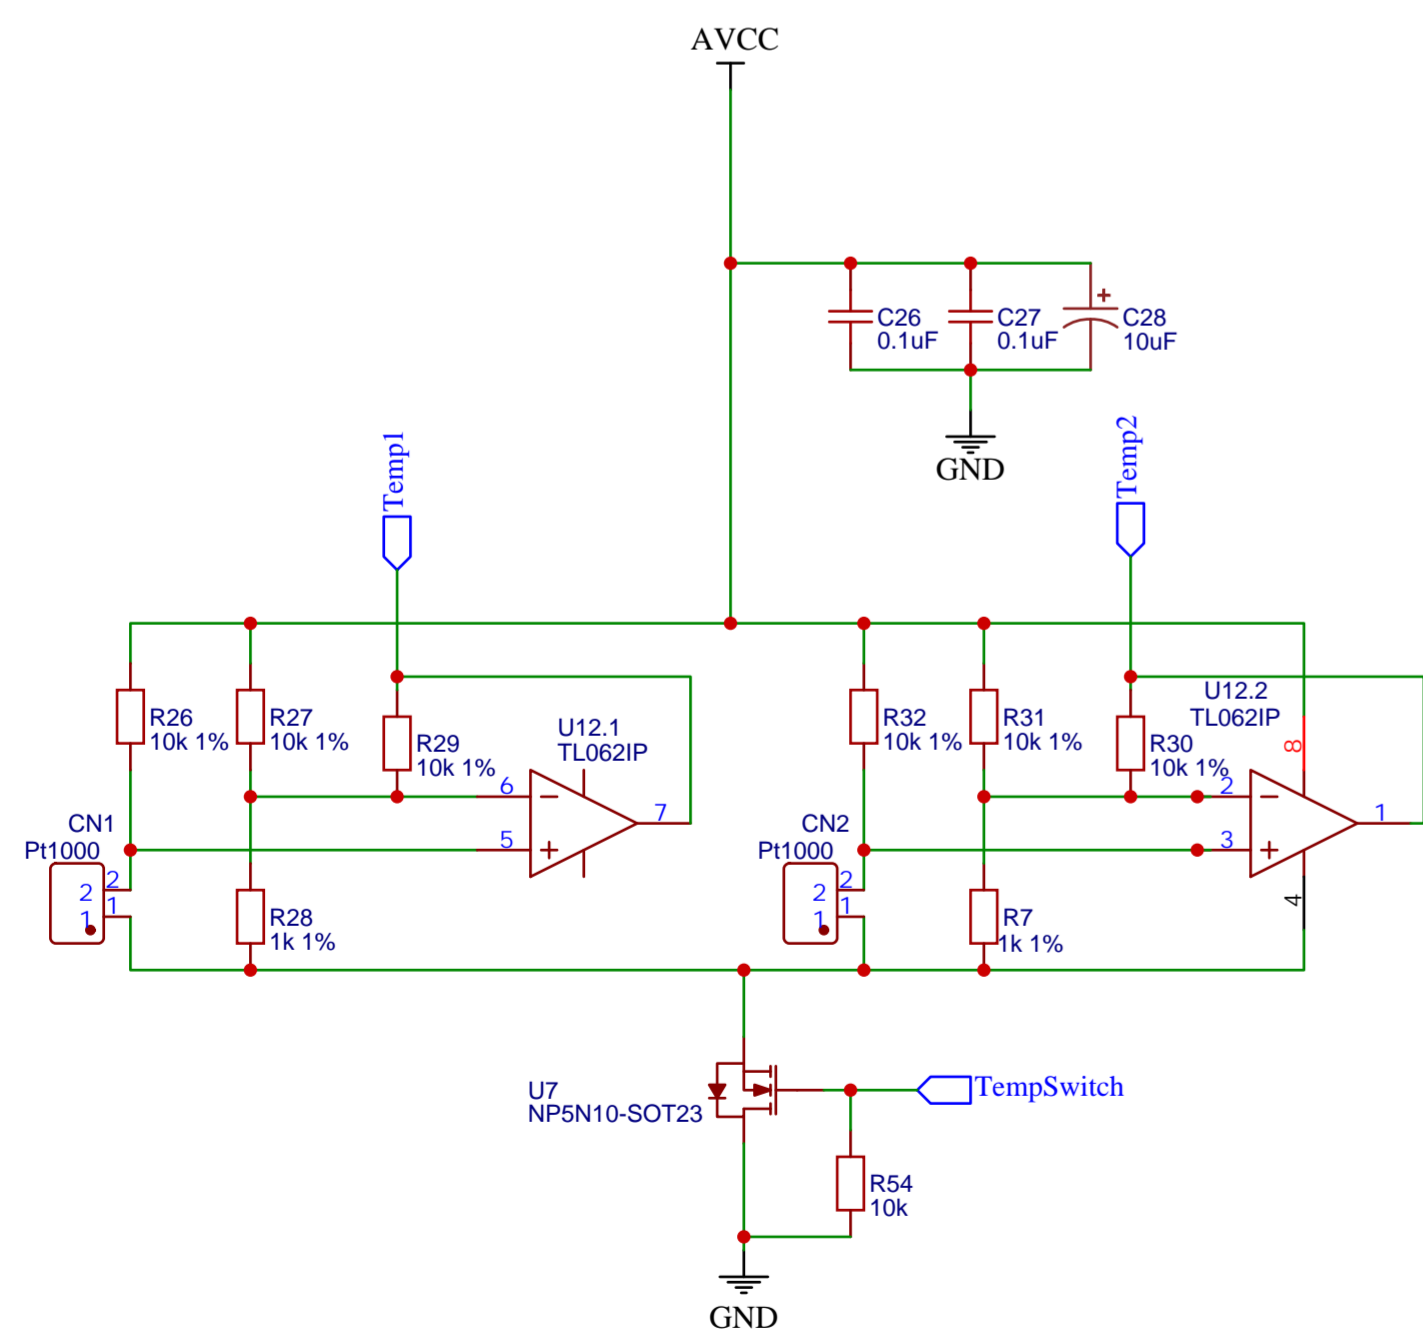 AVCC
C26
0.1uF
C27
0.1uF
C28
10uF
+
GND
Temp1
Temp2
R26
10k 1%
R27
10k 1%
R29
10k 1%
U12.1
TL062IP
6
5
7
R32
10k 1%
R31
10k 1%
R30
10k 1%
U12.2
TL062IP
8
2
3
1
4
CN1
Pt1000
2
2
1
1
R28
1k 1%
CN2
Pt1000
2
2
1
1
R7
1k 1%
U7
NP5N10-SOT23
TempSwitch
R54
10k
GND